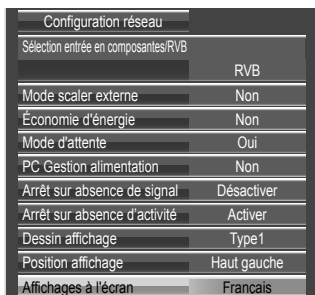 Configuration réseau
Sélection entrée en composantes/RVB
RVB
Mode scaler externe Non
Économie d'énergie Non
Mode d'attente Oui
PC Gestion alimentation Non
Arrêt sur absence de signal Désactiver
Arrêt sur absence d'activité Activer
Dessin affichage Type1
Position affichage Haut gauche
Affichages à l'écran Francais